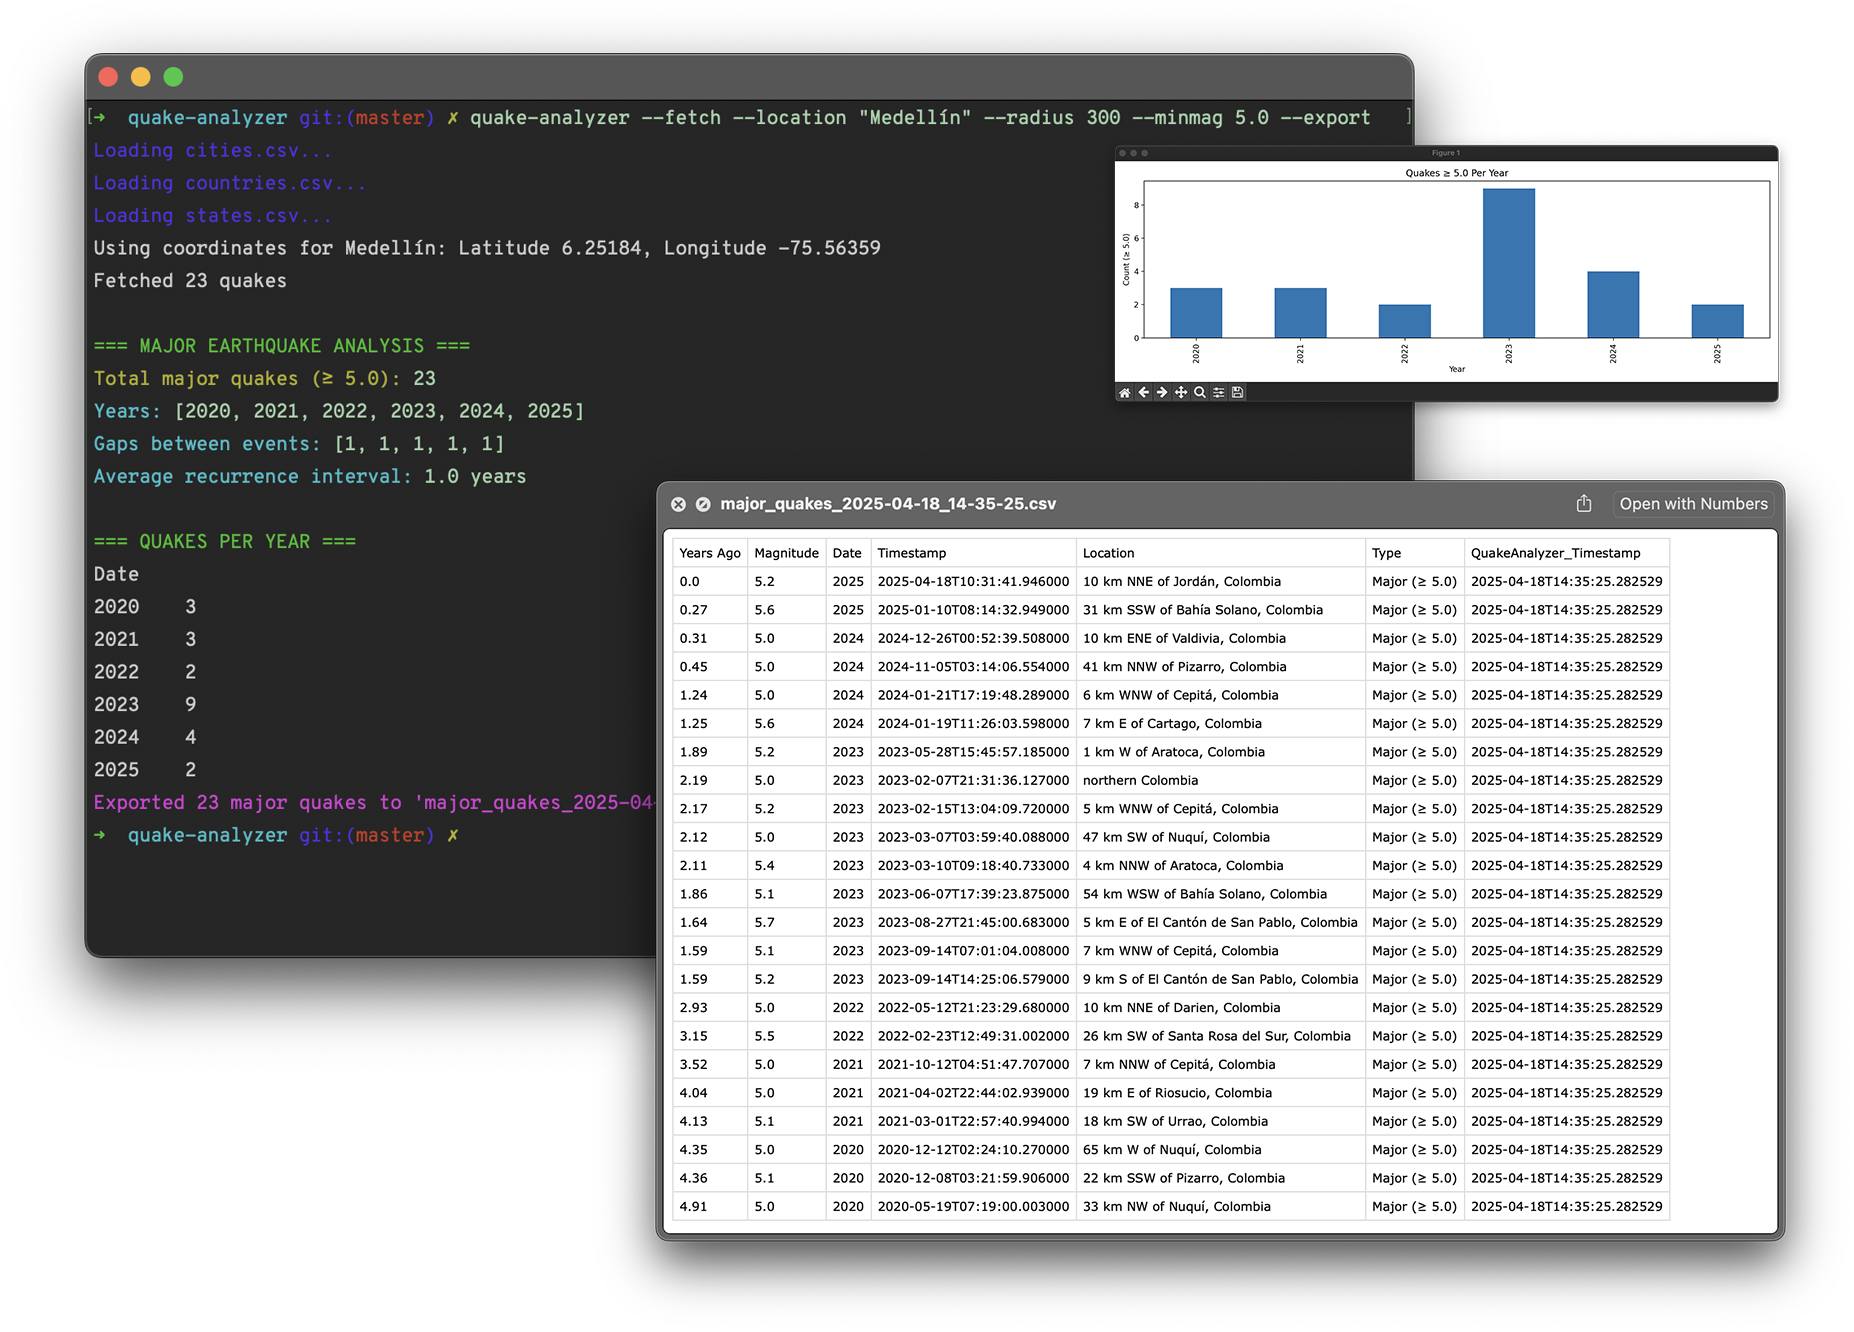 [➜  quake-analyzer git:(master) ✗ quake-analyzer --fetch --location "Medellín" --radius 300 --minmag 5.0 --export ]
Loading cities.csv...
Loading countries.csv...
Loading states.csv...
Using coordinates for Medellín: Latitude 6.25184, Longitude -75.56359
Fetched 23 quakes
=== MAJOR EARTHQUAKE ANALYSIS ===
Total major quakes (≥ 5.0): 23
Years: [2020, 2021, 2022, 2023, 2024, 2025]
Gaps between events: [1, 1, 1, 1, 1]
Average recurrence interval: 1.0 years
=== QUAKES PER YEAR ===
Date
2020 3
2021 3
2022 2
2023 9
2024 4
2025 2
Exported 23 major quakes to 'major_quakes_2025-04-
➜  quake-analyzer git:(master) ✗
Figure 1
Quakes ≥ 5.0 Per Year
Count (≥ 5.0)
8
6
4
2
0
2020 2021 2022 2023 2024 2025
Year
major_quakes_2025-04-18_14-35-25.csv Open with Numbers
Years Ago Magnitude Date Timestamp Location Type QuakeAnalyzer_Timestamp
0.0 5.2 2025 2025-04-18T10:31:41.946000 10 km NNE of Jordán, Colombia Major (≥ 5.0) 2025-04-18T14:35:25.282529
0.27 5.6 2025 2025-01-10T08:14:32.949000 31 km SSW of Bahía Solano, Colombia Major (≥ 5.0) 2025-04-18T14:35:25.282529
0.31 5.0 2024 2024-12-26T00:52:39.508000 10 km ENE of Valdivia, Colombia Major (≥ 5.0) 2025-04-18T14:35:25.282529
0.45 5.0 2024 2024-11-05T03:14:06.554000 41 km NNW of Pizarro, Colombia Major (≥ 5.0) 2025-04-18T14:35:25.282529
1.24 5.0 2024 2024-01-21T17:19:48.289000 6 km WNW of Cepitá, Colombia Major (≥ 5.0) 2025-04-18T14:35:25.282529
1.25 5.6 2024 2024-01-19T11:26:03.598000 7 km E of Cartago, Colombia Major (≥ 5.0) 2025-04-18T14:35:25.282529
1.89 5.2 2023 2023-05-28T15:45:57.185000 1 km W of Aratoca, Colombia Major (≥ 5.0) 2025-04-18T14:35:25.282529
2.19 5.0 2023 2023-02-07T21:31:36.127000 northern Colombia Major (≥ 5.0) 2025-04-18T14:35:25.282529
2.17 5.2 2023 2023-02-15T13:04:09.720000 5 km WNW of Cepitá, Colombia Major (≥ 5.0) 2025-04-18T14:35:25.282529
2.12 5.0 2023 2023-03-07T03:59:40.088000 47 km SW of Nuquí, Colombia Major (≥ 5.0) 2025-04-18T14:35:25.282529
2.11 5.4 2023 2023-03-10T09:18:40.733000 4 km NNW of Aratoca, Colombia Major (≥ 5.0) 2025-04-18T14:35:25.282529
1.86 5.1 2023 2023-06-07T17:39:23.875000 54 km WSW of Bahía Solano, Colombia Major (≥ 5.0) 2025-04-18T14:35:25.282529
1.64 5.7 2023 2023-08-27T21:45:00.683000 5 km E of El Cantón de San Pablo, Colombia Major (≥ 5.0) 2025-04-18T14:35:25.282529
1.59 5.1 2023 2023-09-14T07:01:04.008000 7 km WNW of Cepitá, Colombia Major (≥ 5.0) 2025-04-18T14:35:25.282529
1.59 5.2 2023 2023-09-14T14:25:06.579000 9 km S of El Cantón de San Pablo, Colombia Major (≥ 5.0) 2025-04-18T14:35:25.282529
2.93 5.0 2022 2022-05-12T21:23:29.680000 10 km NNE of Darien, Colombia Major (≥ 5.0) 2025-04-18T14:35:25.282529
3.15 5.5 2022 2022-02-23T12:49:31.002000 26 km SW of Santa Rosa del Sur, Colombia Major (≥ 5.0) 2025-04-18T14:35:25.282529
3.52 5.0 2021 2021-10-12T04:51:47.707000 7 km NNW of Cepitá, Colombia Major (≥ 5.0) 2025-04-18T14:35:25.282529
4.04 5.0 2021 2021-04-02T22:44:02.939000 19 km E of Riosucio, Colombia Major (≥ 5.0) 2025-04-18T14:35:25.282529
4.13 5.1 2021 2021-03-01T22:57:40.994000 18 km SW of Urrao, Colombia Major (≥ 5.0) 2025-04-18T14:35:25.282529
4.35 5.0 2020 2020-12-12T02:24:10.270000 65 km W of Nuquí, Colombia Major (≥ 5.0) 2025-04-18T14:35:25.282529
4.36 5.1 2020 2020-12-08T03:21:59.906000 22 km SSW of Pizarro, Colombia Major (≥ 5.0) 2025-04-18T14:35:25.282529
4.91 5.0 2020 2020-05-19T07:19:00.003000 33 km NW of Nuquí, Colombia Major (≥ 5.0) 2025-04-18T14:35:25.282529